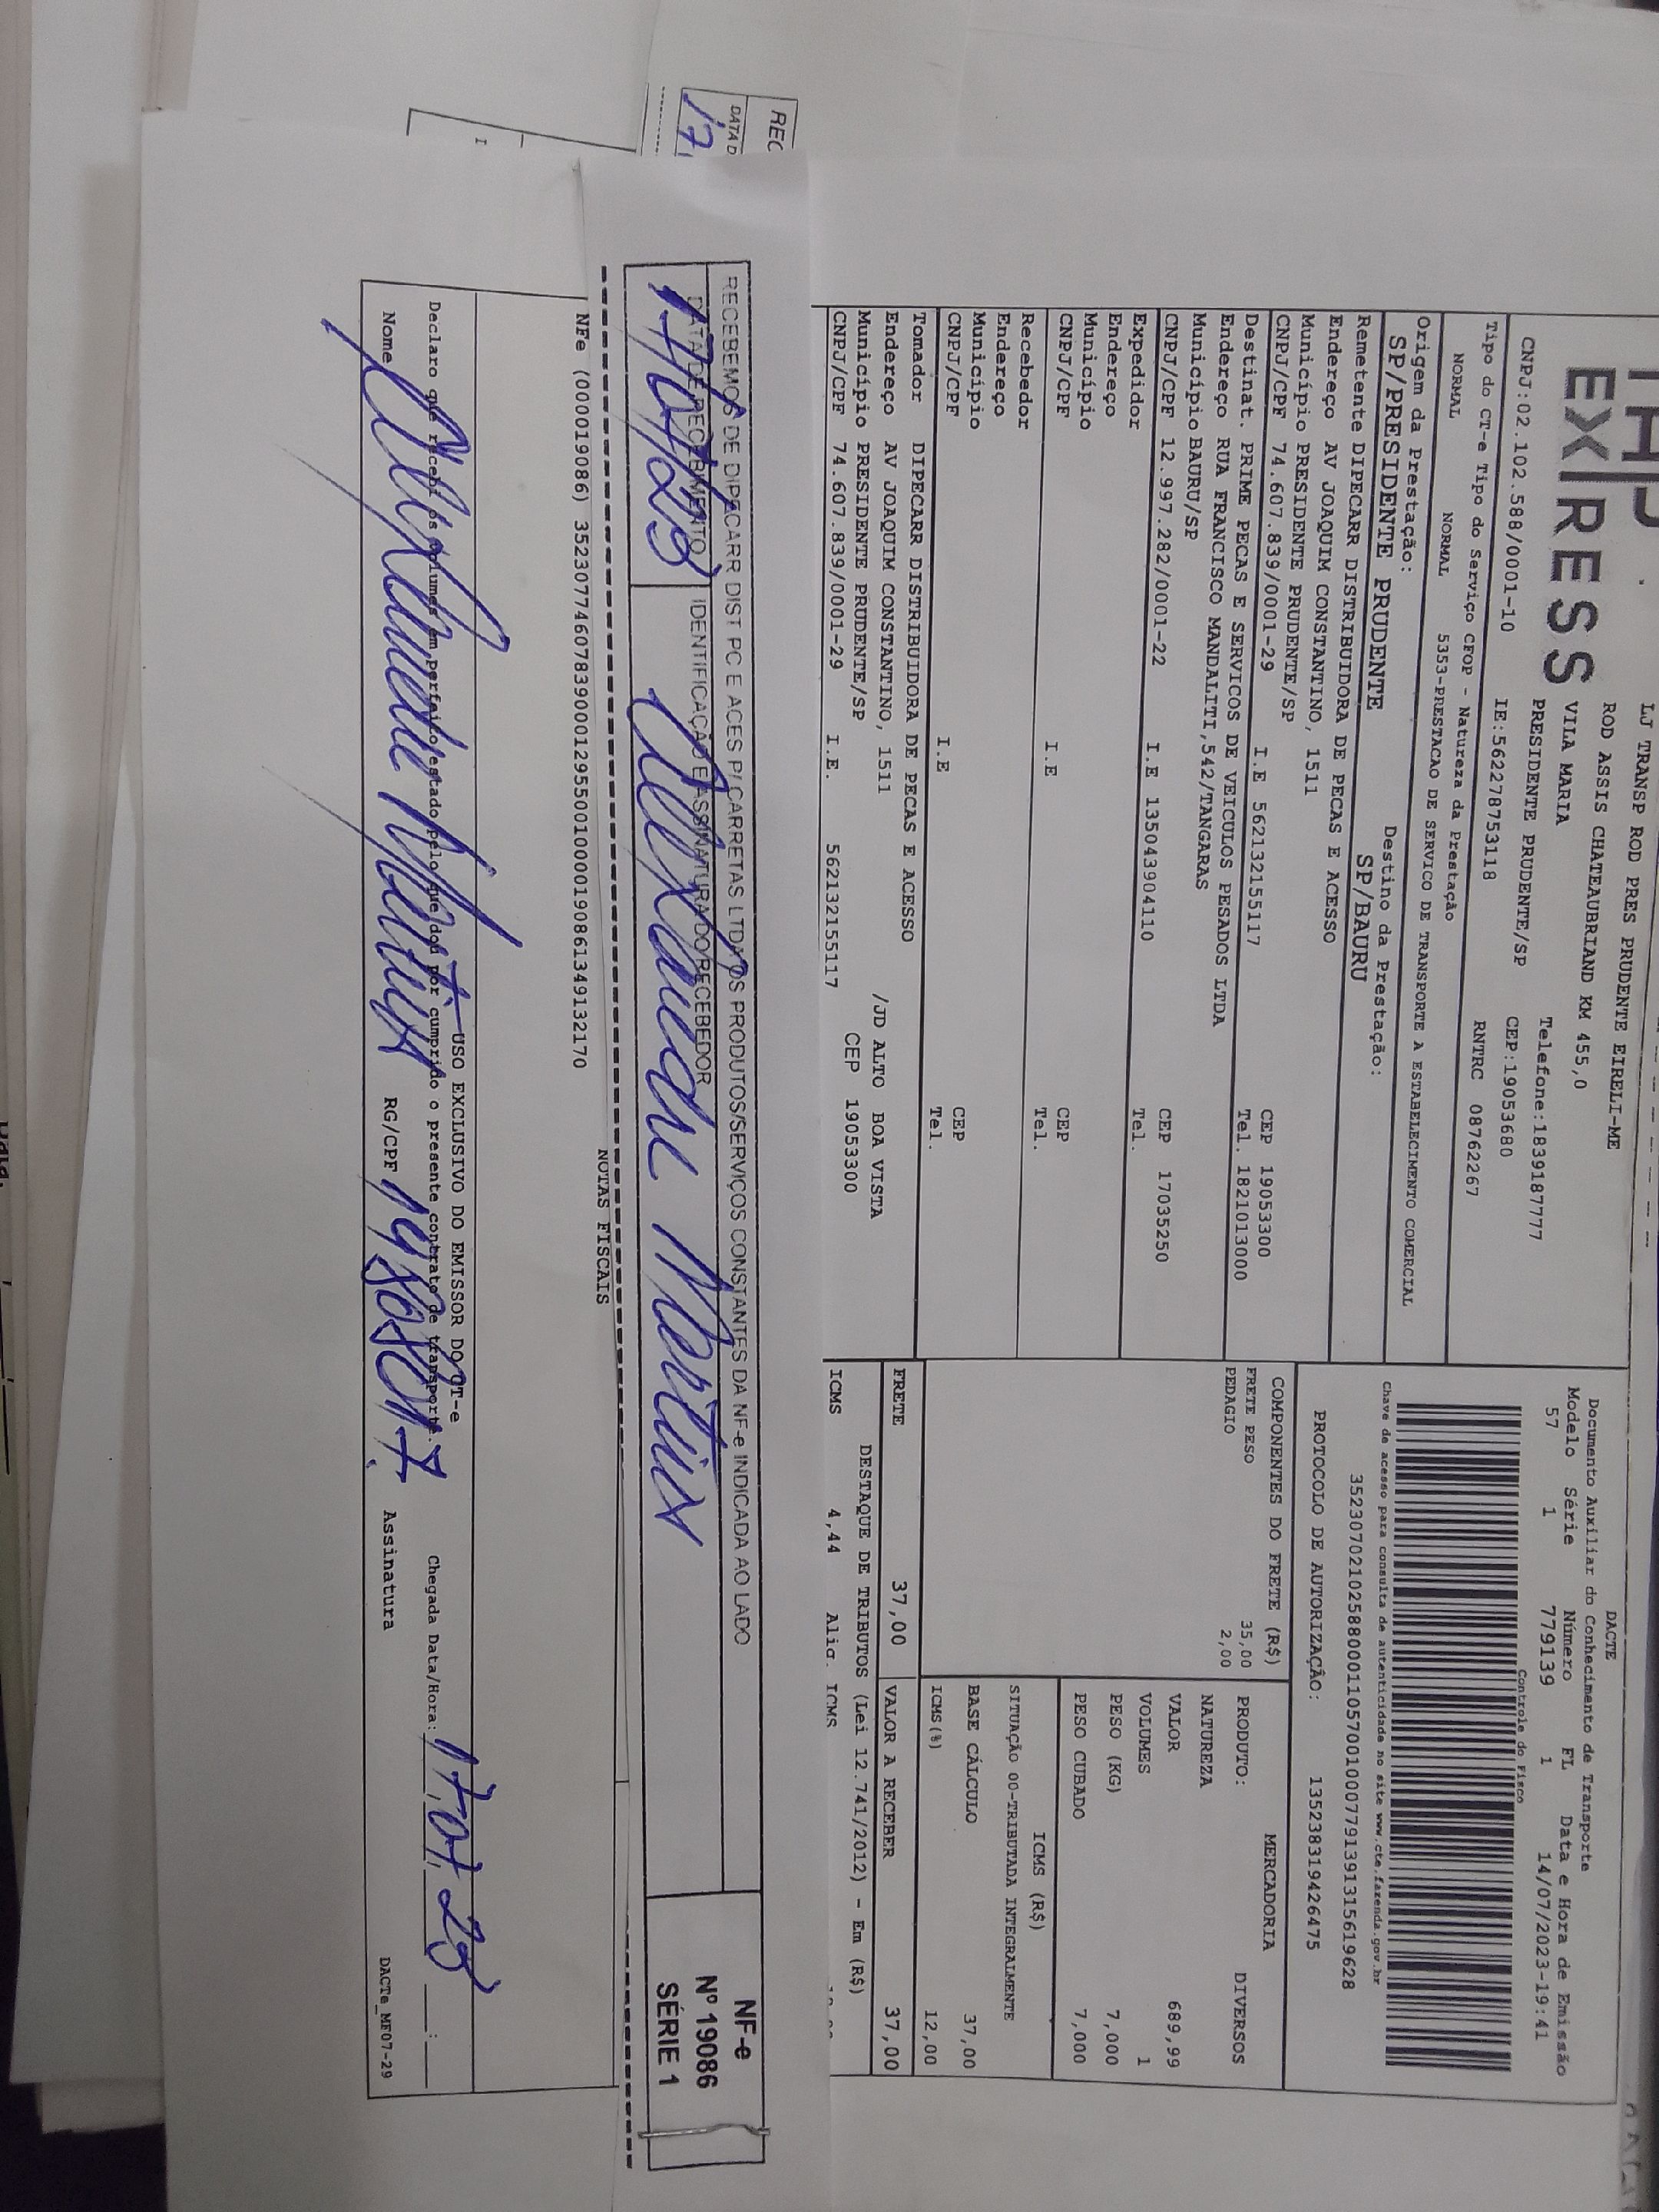 EXPRESS
LJ TRANSP ROD PRES PRUDENTE EIRELI-ME
ROD ASSIS CHATEAUBRIAND KM 455,0
VILA MARIA Telefone:1839187777
PRESIDENTE PRUDENTE/SP CEP:19053680
CNPJ:02.102.588/0001-10 IE:562278753118 RNTRC 08762267
Tipo do CT-e Tipo do Serviço CFOP - Natureza da Prestação
NORMAL NORMAL 5353-PRESTACAO DE SERVICO DE TRANSPORTE A ESTABELECIMENTO COMERCIAL
Origem da Prestação: Destino da Prestação:
SP/PRESIDENTE PRUDENTE SP/BAURU
Remetente DIPECARR DISTRIBUIDORA DE PECAS E ACESSO
Endereço AV JOAQUIM CONSTANTINO, 1511
Município PRESIDENTE PRUDENTE/SP CEP 19053300
CNPJ/CPF 74.607.839/0001-29 I.E 562132155117 Tel. 1821013000
Destinat. PRIME PECAS E SERVICOS DE VEICULOS PESADOS LTDA
Endereço RUA FRANCISCO MANDALITI,542/TANGARAS
Município BAURU/SP CEP 17035250
CNPJ/CPF 12.997.282/0001-22 I.E 135043904110 Tel.
Expedidor
Endereço
Município CEP
CNPJ/CPF I.E Tel.
Recebedor
Endereço
Município CEP
CNPJ/CPF I.E Tel.
Tomador DIPECARR DISTRIBUIDORA DE PECAS E ACESSO
Endereço AV JOAQUIM CONSTANTINO, 1511 /JD ALTO BOA VISTA
Município PRESIDENTE PRUDENTE/SP CEP 19053300
CNPJ/CPF 74.607.839/0001-29 I.E. 562132155117
DACTE
Documento Auxiliar do Conhecimento de Transporte
Modelo Série Número FL Data e Hora de Emissão
57 1 779139 1 14/07/2023-19:41
Controle do Fisco
Chave de acesso para consulta de autenticidade no site www.cte.fazenda.gov.br
35230702102588000110570010007791391315619628
PROTOCOLO DE AUTORIZAÇÃO: 135238319426475
COMPONENTES DO FRETE (R$)
FRETE PESO 35,00
PEDAGIO 2,00
MERCADORIA
PRODUTO: DIVERSOS
NATUREZA
VALOR 689,99
VOLUMES 1
PESO (KG) 7,000
PESO CUBADO 7,000
ICMS (R$)
SITUAÇÃO 00-TRIBUTADA INTEGRALMENTE
BASE CÁLCULO 37,00
ICMS(%) 12,00
FRETE 37,00 VALOR A RECEBER 37,00
DESTAQUE DE TRIBUTOS (Lei 12.741/2012) - Em (R$)
ICMS 4,44 Aliq. ICMS
REC
DATA D
17,
RECEBEMOS DE DIPECARR DIST PC E ACES P/ CARRETAS LTDA OS PRODUTOS/SERVIÇOS CONSTANTES DA NF-e INDICADA AO LADO
DATA DE RECEBIMENTO IDENTIFICAÇÃO E ASSINATURA DO RECEBEDOR
17/07/23 Alexandre Martins
NF-e
Nº 19086
SÉRIE 1
NOTAS FISCAIS
NFe (000019086) 35230774607839000129550010000190861349132170
USO EXCLUSIVO DO EMISSOR DO CT-e
Declaro que recebi os volumes em perfeito estado pelo que dou por cumprido o presente contrato de transporte. Chegada Data/Hora: 17,07,23 __:__
Nome Alexandre Martins RG/CPF Assinatura
DACTe_MF07-29